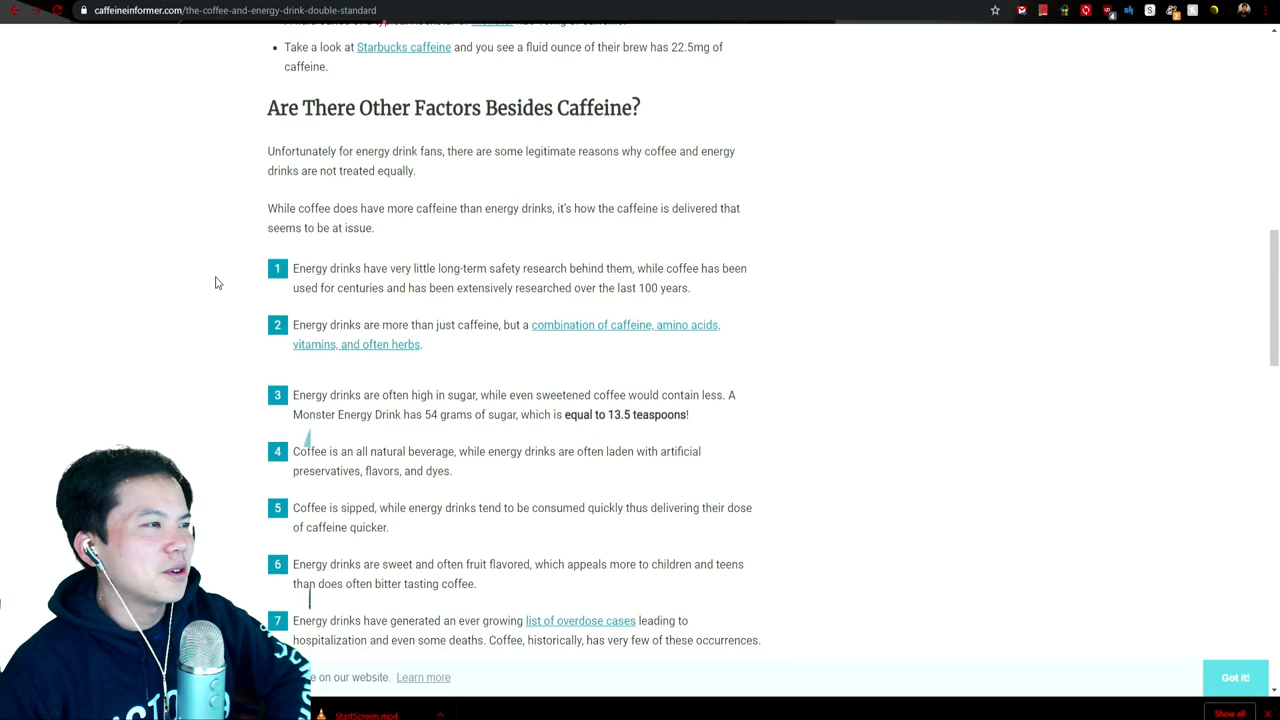 caffeineinformer.com/the-coffee-and-energy-drink-double-standard
Take a look at Starbucks caffeine and you see a fluid ounce of their brew has 22.5mg of
caffeine.
Are There Other Factors Besides Caffeine?
Unfortunately for energy drink fans, there are some legitimate reasons why coffee and energy
drinks are not treated equally.
While coffee does have more caffeine than energy drinks, it's how the caffeine is delivered that
seems to be at issue.
1 Energy drinks have very little long-term safety research behind them, while coffee has been
used for centuries and has been extensively researched over the last 100 years.
2 Energy drinks are more than just caffeine, but a combination of caffeine, amino acids,
vitamins, and often herbs.
3 Energy drinks are often high in sugar, while even sweetened coffee would contain less. A
Monster Energy Drink has 54 grams of sugar, which is equal to 13.5 teaspoons!
4 Coffee is an all natural beverage, while energy drinks are often laden with artificial
preservatives, flavors, and dyes.
5 Coffee is sipped, while energy drinks tend to be consumed quickly thus delivering their dose
of caffeine quicker.
6 Energy drinks are sweet and often fruit flavored, which appeals more to children and teens
than does often bitter tasting coffee.
7 Energy drinks have generated an ever growing list of overdose cases leading to
hospitalization and even some deaths. Coffee, historically, has very few of these occurrences.
on our website. Learn more
Got it!
StartScreen.mp4
Show all